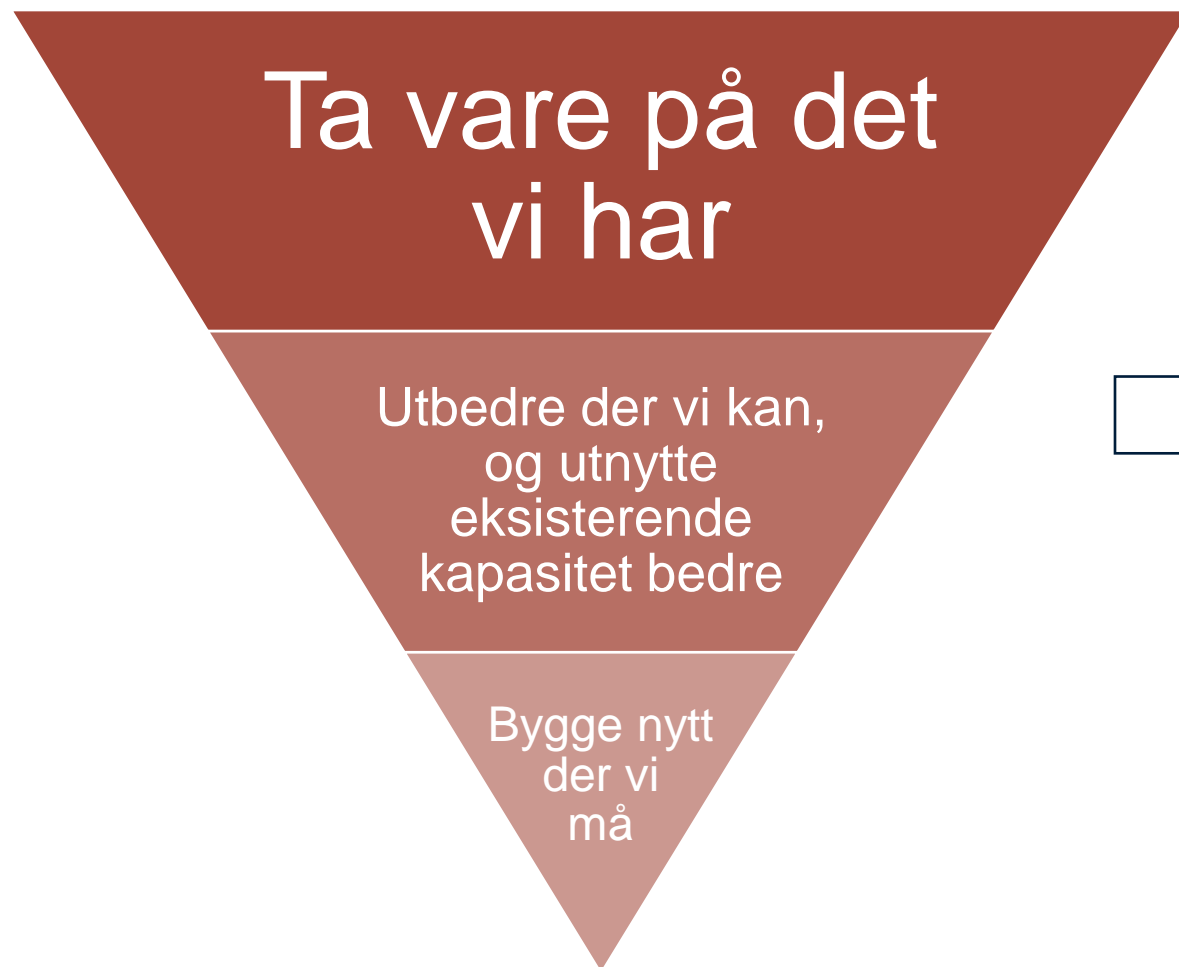 Ta vare på det
vi har
Utbedre der vi kan,
og utnytte
eksisterende
kapasitet bedre
Bygge nytt
der vi
må